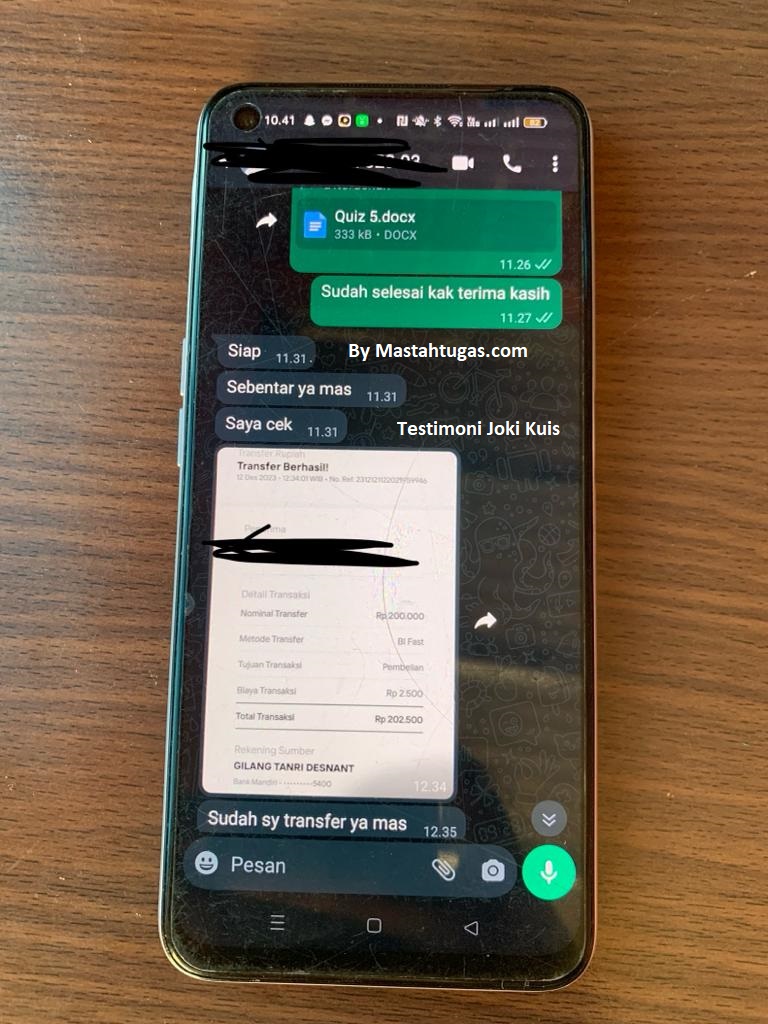 10.41
82
Quiz 5.docx
333 kB • DOCX
11.26
Sudah selesai kak terima kasih
11.27
Siap 11.31
By Mastahtugas.com
Sebentar ya mas 11.31
Saya cek 11.31
Testimoni Joki Kuis
Transfer Rupiah
Transfer Berhasil!
12 Des 2023 • 12:34:01 WIB • No. Ref.
Detail Transaksi
Nominal Transfer Rp 200.000
Metode Transfer BI Fast
Tujuan Transaksi Pembelian
Biaya Transaksi Rp 2.500
Total Transaksi Rp 202.500
Rekening Sumber
GILANG TANRI DESNANT
Bank Mandiri - ---------5400
12.34
Sudah sy transfer ya mas 12.35
Pesan